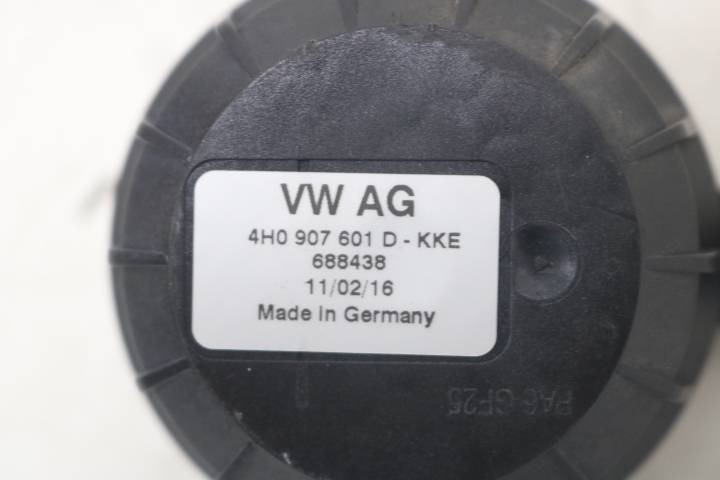 VW AG
4H0 907 601 D - KKE
688438
11/02/16
Made In Germany
PA6-GF25